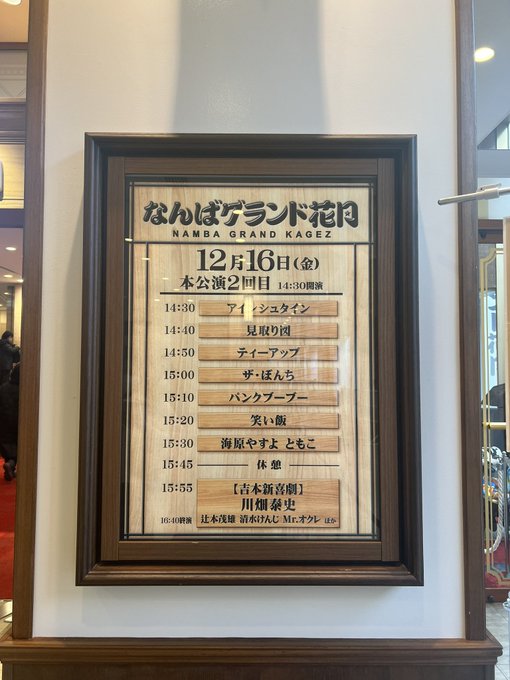 なんばグランド花月
NAMBA GRAND KAGEZ
12月16日(金)
本公演2回目 14:30開演
14:30 アインシュタイン
14:40 見取り図
14:50 ティーアップ
15:00 ザ・ぼんち
15:10 パンクブーブー
15:20 笑い飯
15:30 海原やすよ ともこ
15:45 休憩
15:55 【吉本新喜劇】
川畑泰史
16:40終演 辻本茂雄 清水けんじ Mr.オクレ ほか